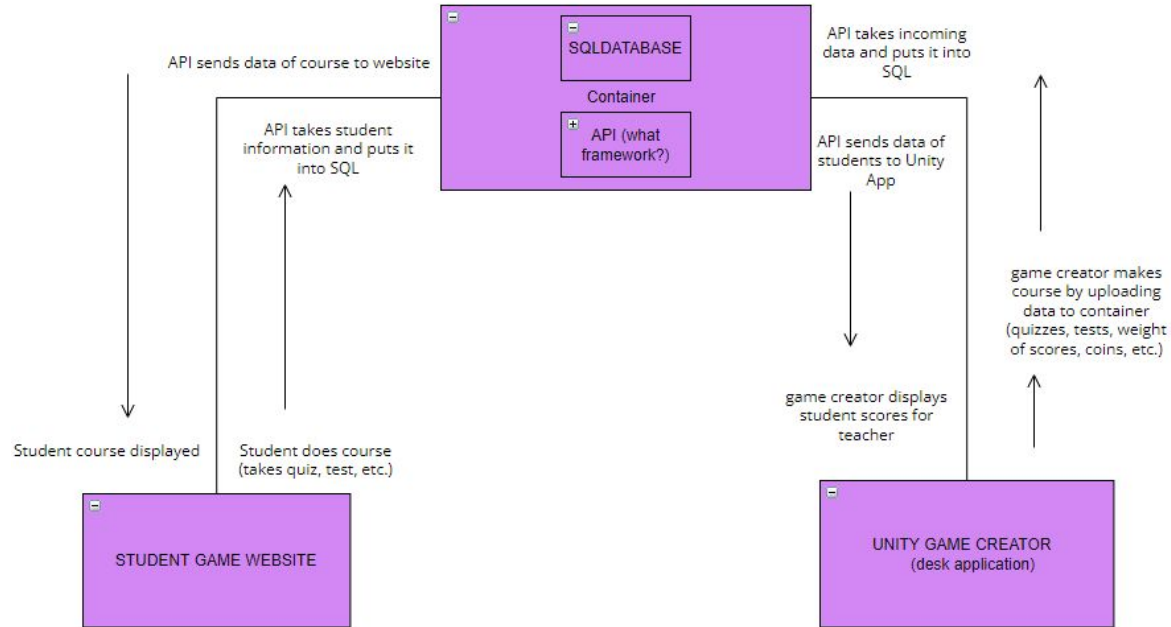 SQLDATABASE
Container
API (what
framework?)
API sends data of course to website
API takes student
information and puts it
into SQL
API takes incoming
data and puts it into
SQL
API sends data of
students to Unity
App
game creator makes
course by uploading
data to container
(quizzes, tests, weight
of scores, coins, etc.)
game creator displays
student scores for
teacher
Student course displayed
Student does course
(takes quiz, test, etc.)
STUDENT GAME WEBSITE
UNITY GAME CREATOR
(desk application)